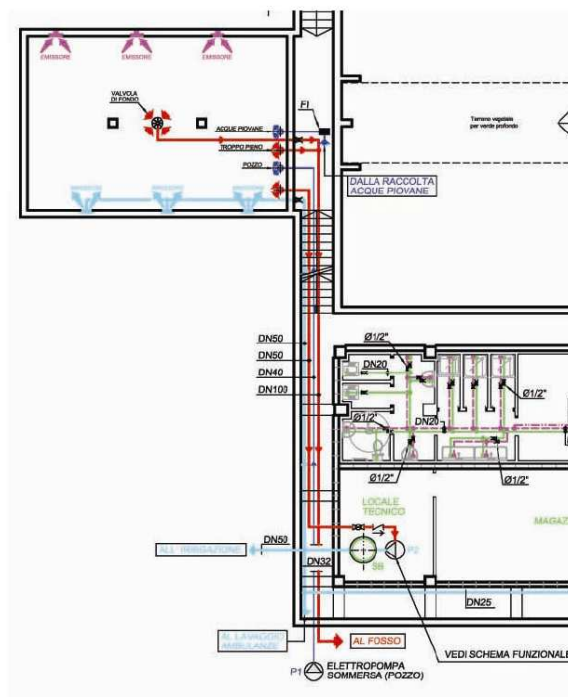 EMISSORE
EMISSORE
EMISSORE
VALVOLA
DI FONDO
FI
ACQUE PIOVANE
TROPPO PIENO
POZZO
Terreno vegetale
per verde profondo
DALLA RACCOLTA
ACQUE PIOVANE
DN50
DN50
DN40
DN100
Ø1/2"
DN20
Ø1/2"
Ø1/2"
DN20
Ø1/2"
Ø1/2"
LOCALE
TECNICO
MAGAZ
DN50
ALL' IRRIGAZIONE
P2
SB
DN32
DN25
AL LAVAGGIO
AMBULANZE
AL FOSSO
VEDI SCHEMA FUNZIONALE
P1
ELETTROPOMPA
SOMMERSA (POZZO)